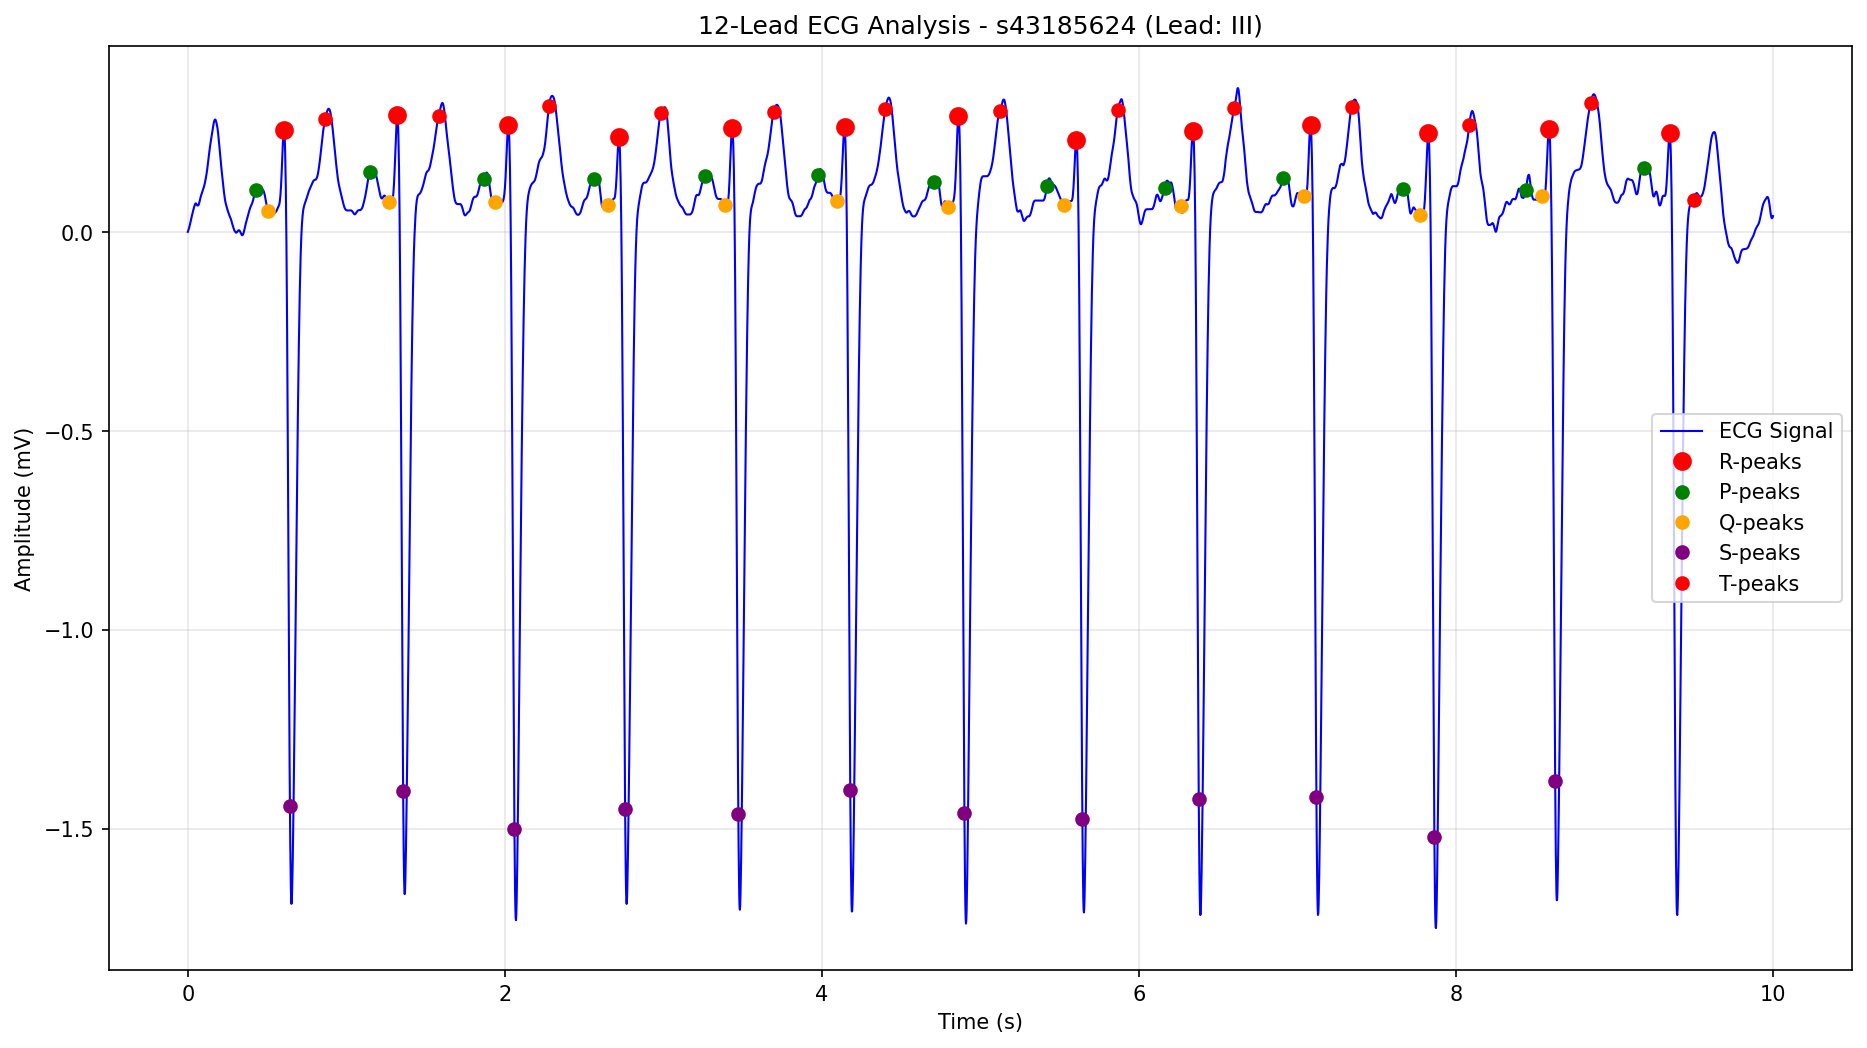 12-Lead ECG Analysis - s43185624 (Lead: III)
Amplitude (mV)
0.0
−0.5
−1.0
−1.5
ECG Signal
R-peaks
P-peaks
Q-peaks
S-peaks
T-peaks
0 2 4 6 8 10
Time (s)